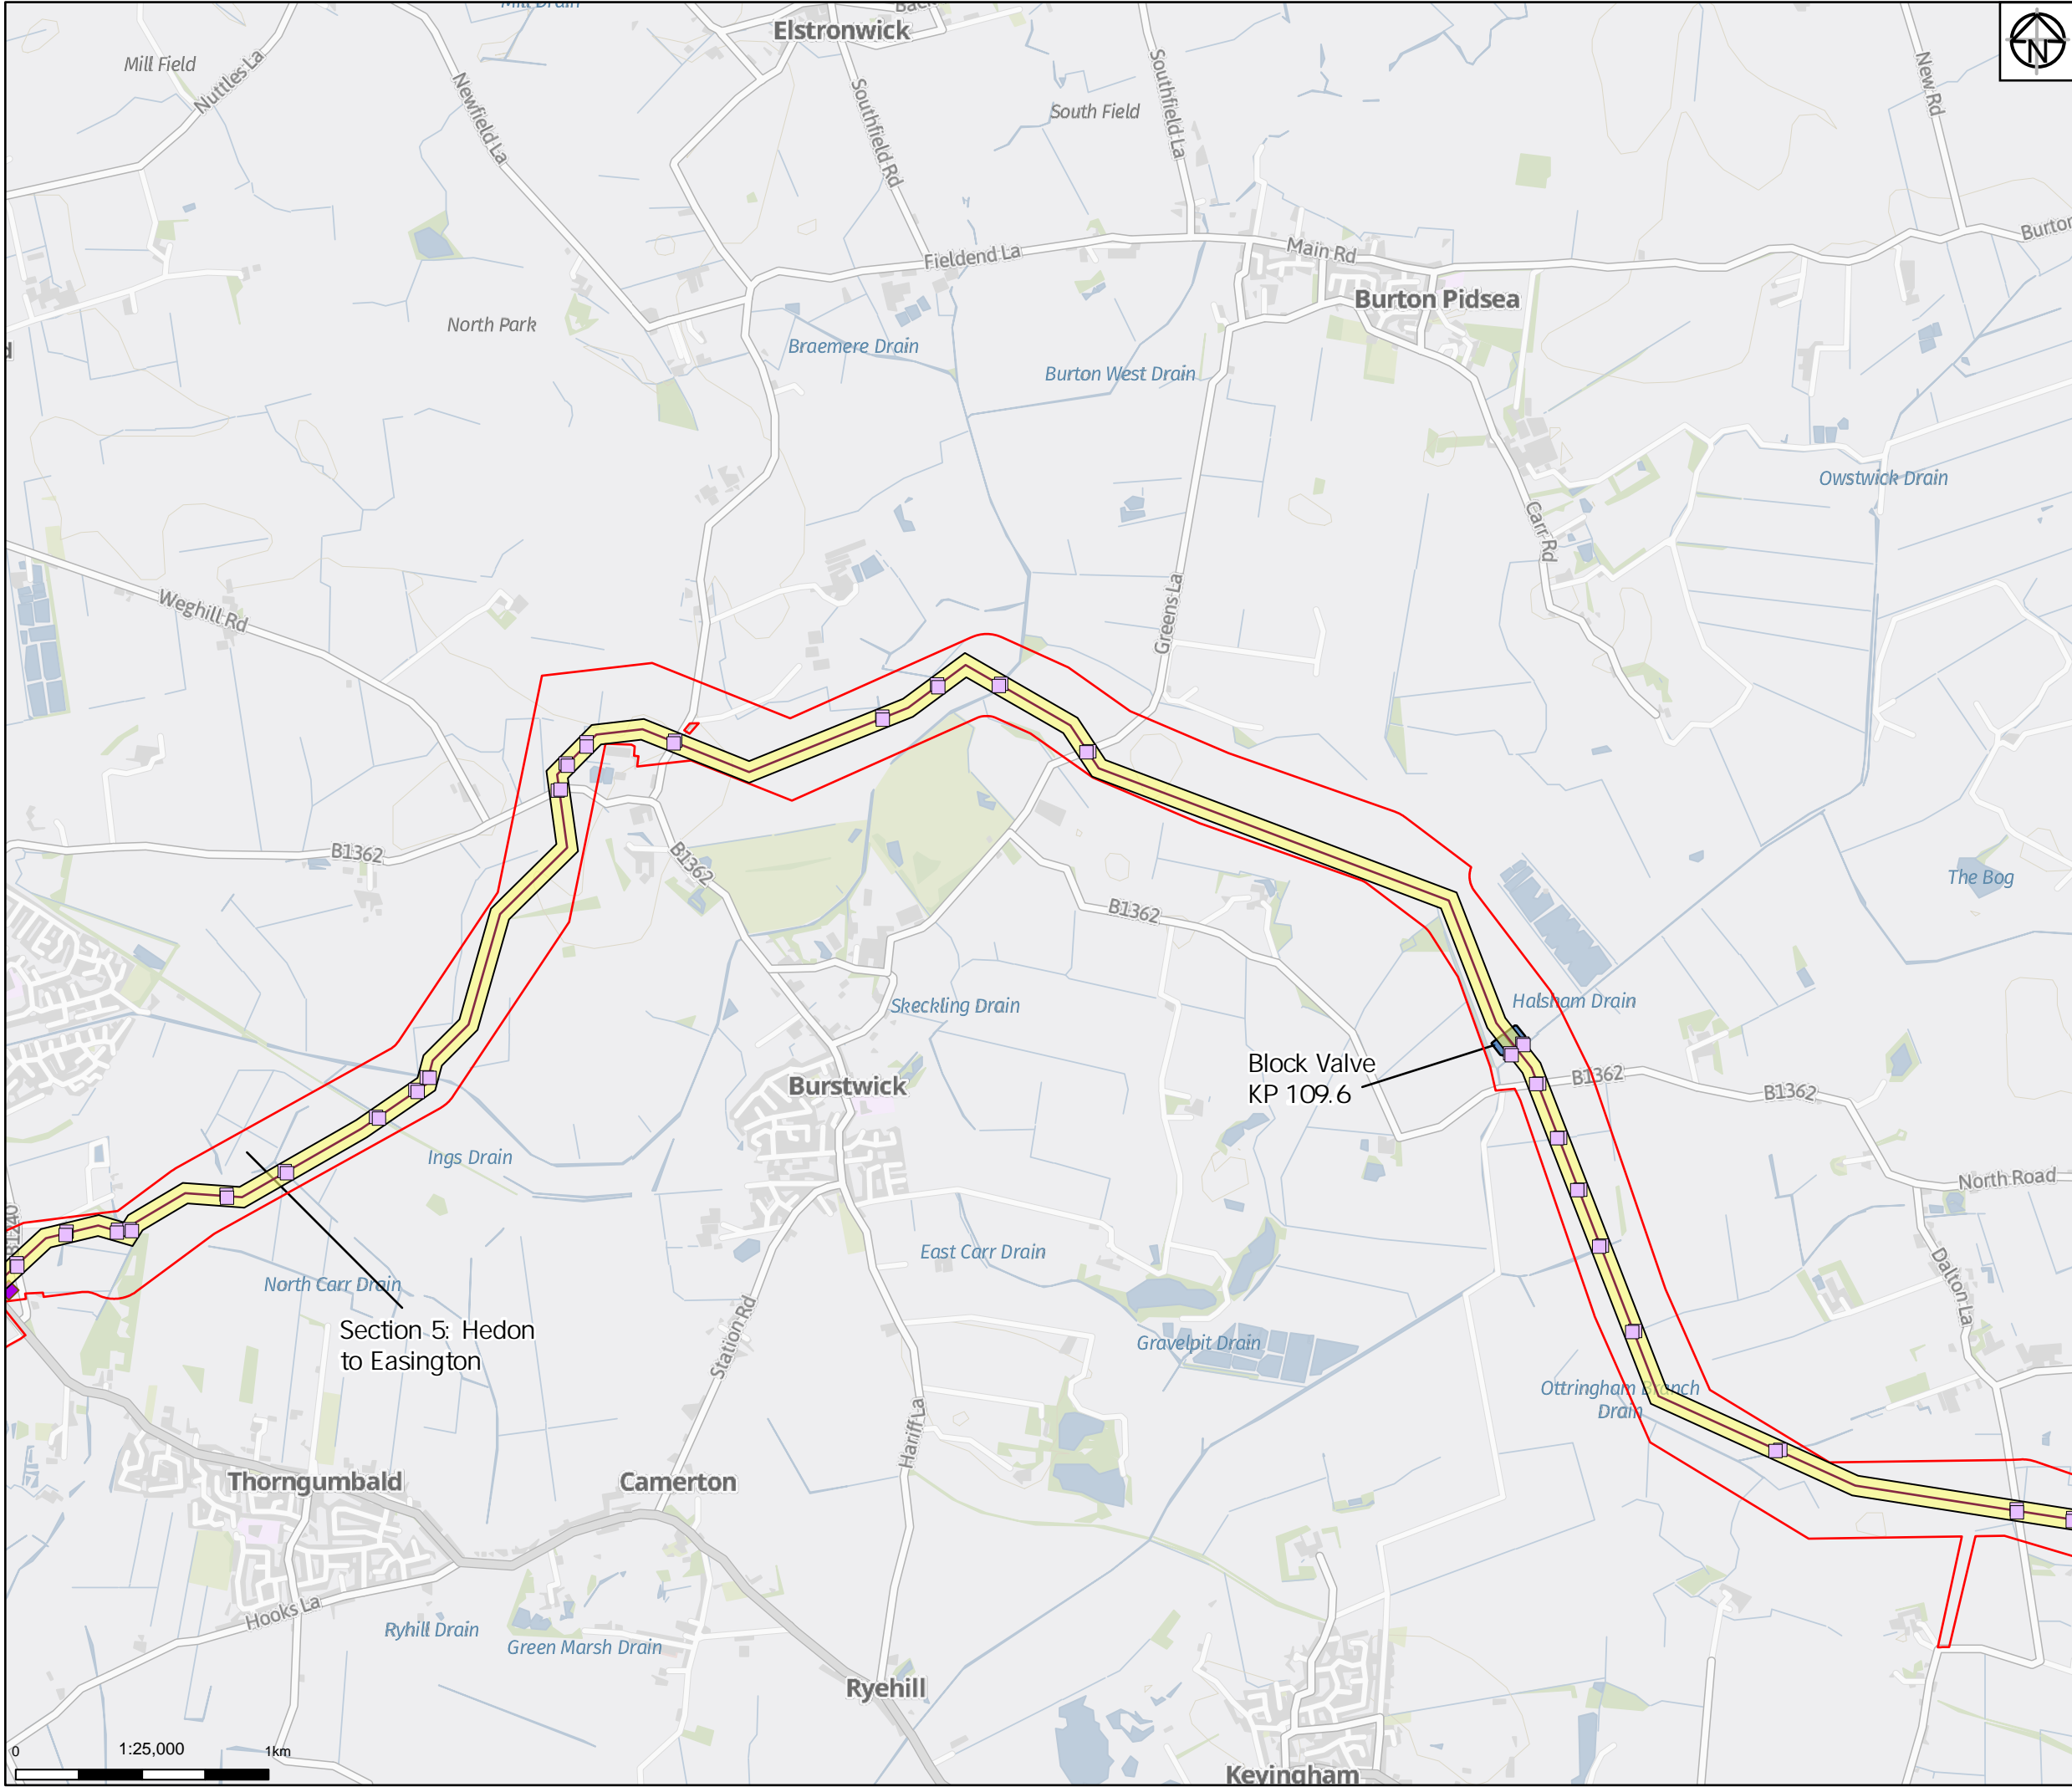 Mill Drain
Back
Elstronwick
N
Mill Field
Nuttles La
Newfield La
Southfield Rd
South Field
Southfield La
New Rd
Burton
Fieldend La
Main Rd
Burton Pidsea
North Park
Braemere Drain
Burton West Drain
d
Owstwick Drain
Carr Rd
Weghill Rd
Greens La
B1362
B1362
B1362
The Bog
Skeckling Drain
Halsham Drain
Block Valve
KP 109.6
B1362
B1362
Burstwick
Ings Drain
North Road
B1240
East Carr Drain
North Carr Drain
Dalton La
Section 5: Hedon
to Easington
Station Rd
Gravelpit Drain
Ottringham Branch
Drain
Hariff La
Thorngumbald
Camerton
Hooks La
Ryhill Drain
Green Marsh Drain
Ryehill
Keyingham
0
1:25,000
1km